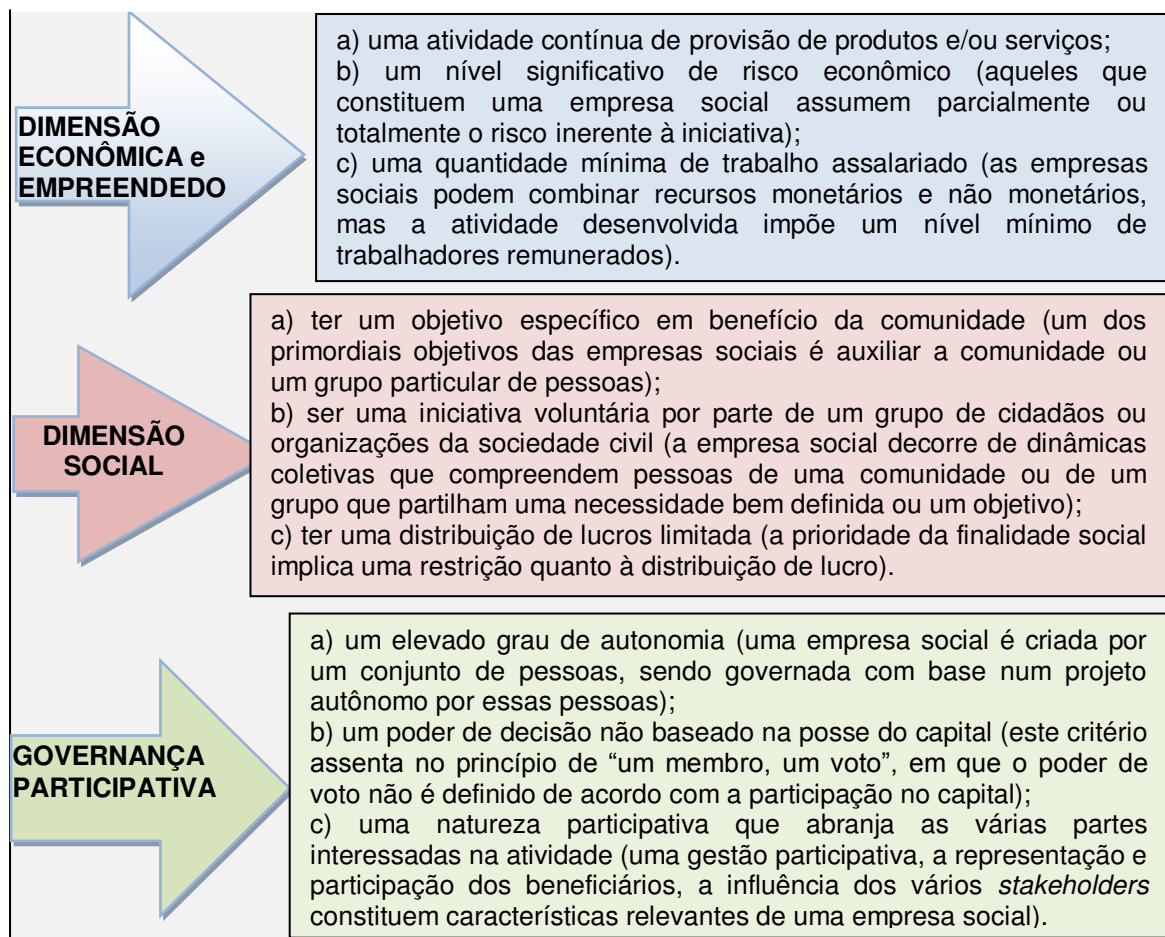 DIMENSÃO
ECONÔMICA e
EMPREENDEDO
a) uma atividade contínua de provisão de produtos e/ou serviços;
b) um nível significativo de risco econômico (aqueles que
constituem uma empresa social assumem parcialmente ou
totalmente o risco inerente à iniciativa);
c) uma quantidade mínima de trabalho assalariado (as empresas
sociais podem combinar recursos monetários e não monetários,
mas a atividade desenvolvida impõe um nível mínimo de
trabalhadores remunerados).
DIMENSÃO
SOCIAL
a) ter um objetivo específico em benefício da comunidade (um dos
primordiais objetivos das empresas sociais é auxiliar a comunidade ou
um grupo particular de pessoas);
b) ser uma iniciativa voluntária por parte de um grupo de cidadãos ou
organizações da sociedade civil (a empresa social decorre de dinâmicas
coletivas que compreendem pessoas de uma comunidade ou de um
grupo que partilham uma necessidade bem definida ou um objetivo);
c) ter uma distribuição de lucros limitada (a prioridade da finalidade social
implica uma restrição quanto à distribuição de lucro).
GOVERNANÇA
PARTICIPATIVA
a) um elevado grau de autonomia (uma empresa social é criada por
um conjunto de pessoas, sendo governada com base num projeto
autônomo por essas pessoas);
b) um poder de decisão não baseado na posse do capital (este critério
assenta no princípio de “um membro, um voto”, em que o poder de
voto não é definido de acordo com a participação no capital);
c) uma natureza participativa que abranja as várias partes
interessadas na atividade (uma gestão participativa, a representação e
participação dos beneficiários, a influência dos vários stakeholders
constituem características relevantes de uma empresa social).